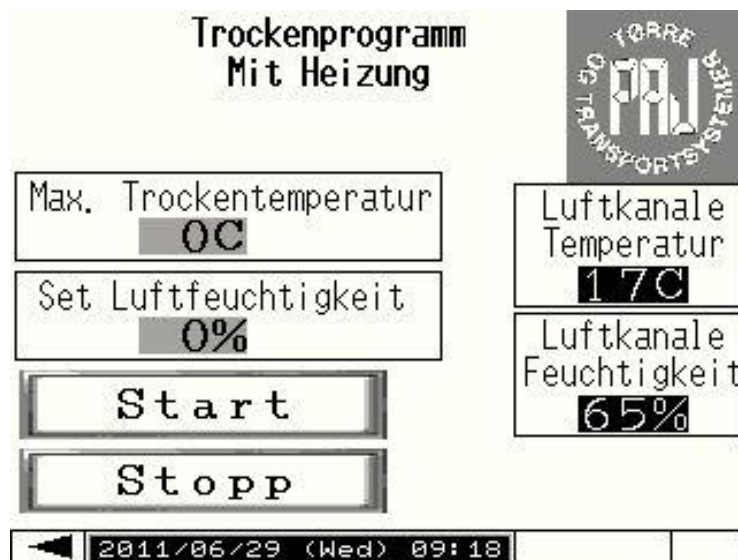 Trockenprogramm
Mit Heizung
TØRRE
OG TRANSPORTSYSTEMER
PAJ
Max. Trockentemperatur
0C
Set Luftfeuchtigkeit
0%
Start
Stopp
Luftkanale
Temperatur
17C
Luftkanale
Feuchtigkeit
65%
2011/06/29 (Wed) 09:18